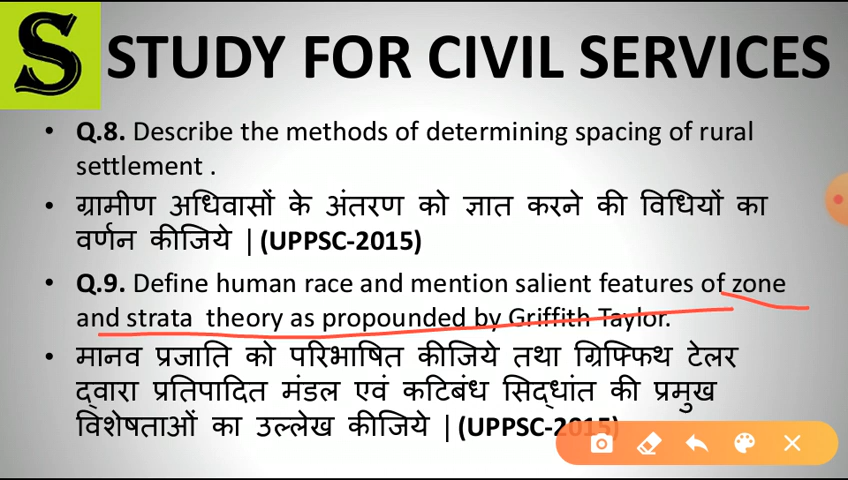 S STUDY FOR CIVIL SERVICES
• Q.8. Describe the methods of determining spacing of rural
settlement .
• ग्रामीण अधिवासों के अंतरण को ज्ञात करने की विधियों का
वर्णन कीजिये | (UPPSC-2015)
• Q.9. Define human race and mention salient features of zone
and strata theory as propounded by Griffith Taylor.
• मानव प्रजाति को परिभाषित कीजिये तथा ग्रिफ्फिथ टेलर
द्वारा प्रतिपादित मंडल एवं कटिबंध सिद्धांत की प्रमुख
विशेषताओं का उल्लेख कीजिये | (UPPSC-2015)